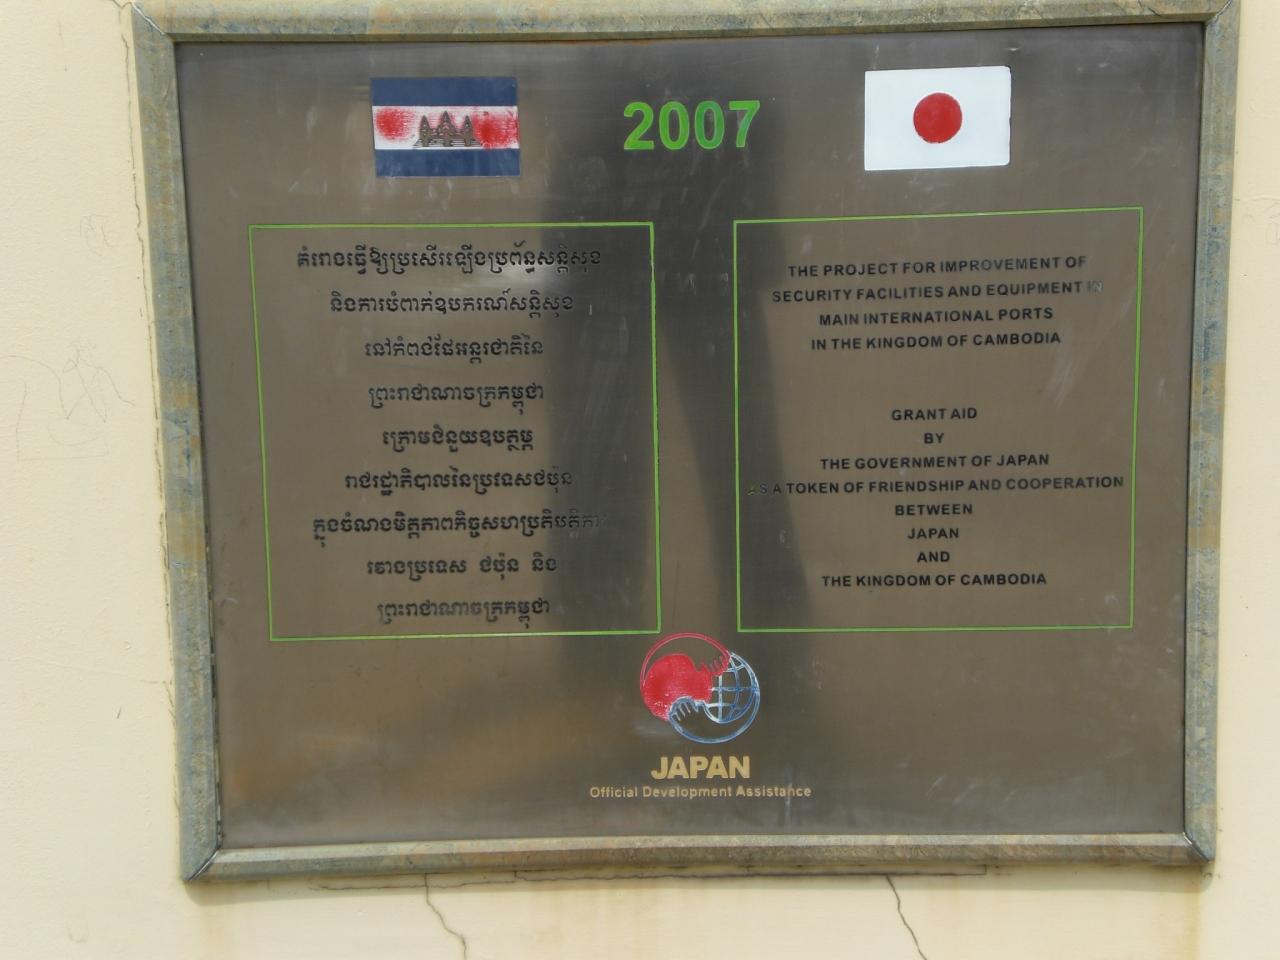 2007
គំរោងធ្វើឱ្យប្រសើរឡើងប្រព័ន្ធសន្តិសុខ
និងការបំពាក់ឧបករណ៍សន្តិសុខ
នៅកំពង់ផែអន្តរជាតិនៃ
ព្រះរាជាណាចក្រកម្ពុជា
ក្រោមជំនួយឧបត្ថម្ភ
រាជរដ្ឋាភិបាលនៃប្រទេសជប៉ុន
ក្នុងចំណងមិត្តភាពកិច្ចសហប្រតិបត្តិការ
រវាងប្រទេស ជប៉ុន និង
ព្រះរាជាណាចក្រកម្ពុជា
THE PROJECT FOR IMPROVEMENT OF
SECURITY FACILITIES AND EQUIPMENT IN
MAIN INTERNATIONAL PORTS
IN THE KINGDOM OF CAMBODIA
GRANT AID
BY
THE GOVERNMENT OF JAPAN
AS A TOKEN OF FRIENDSHIP AND COOPERATION
BETWEEN
JAPAN
AND
THE KINGDOM OF CAMBODIA
JAPAN
Official Development Assistance